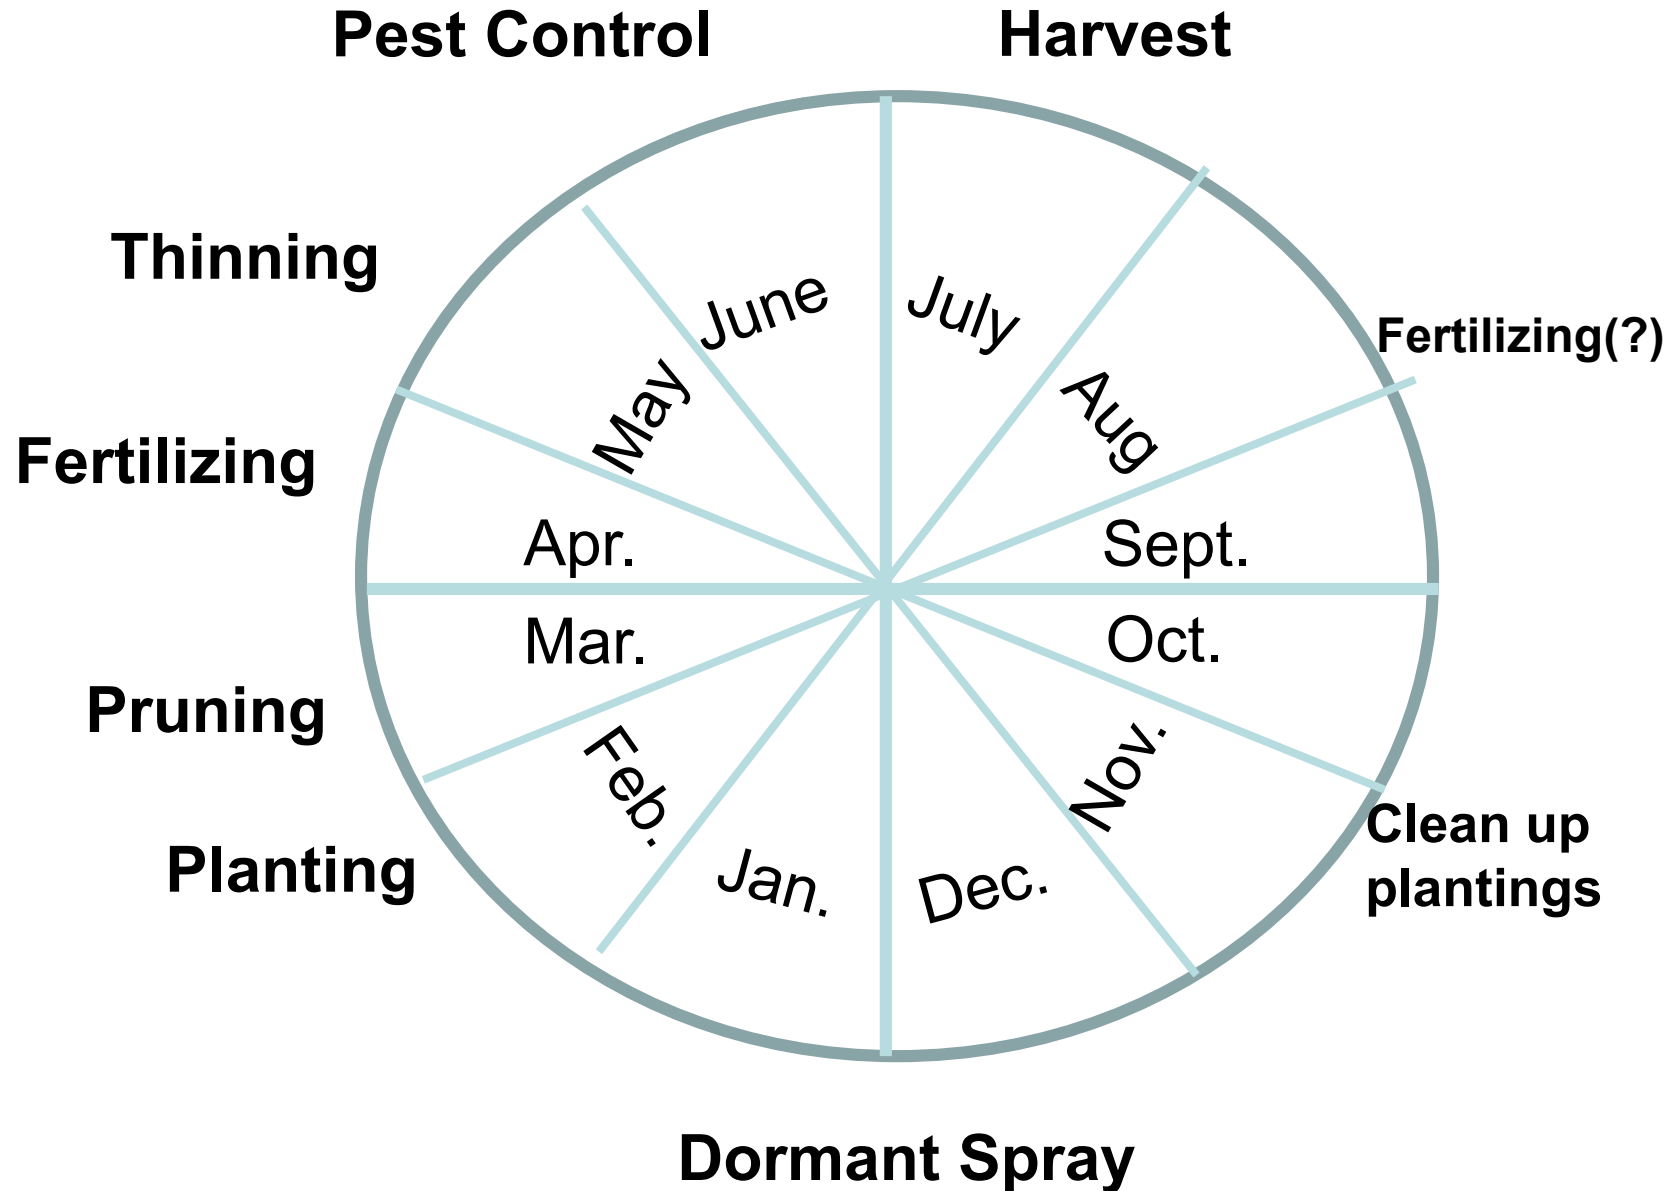 Pest Control
Harvest
Thinning
Fertilizing(?)
June
July
May
Aug
Fertilizing
Apr.
Sept.
Mar.
Oct.
Pruning
Feb.
Nov.
Planting
Jan.
Dec.
Clean up
plantings
Dormant Spray